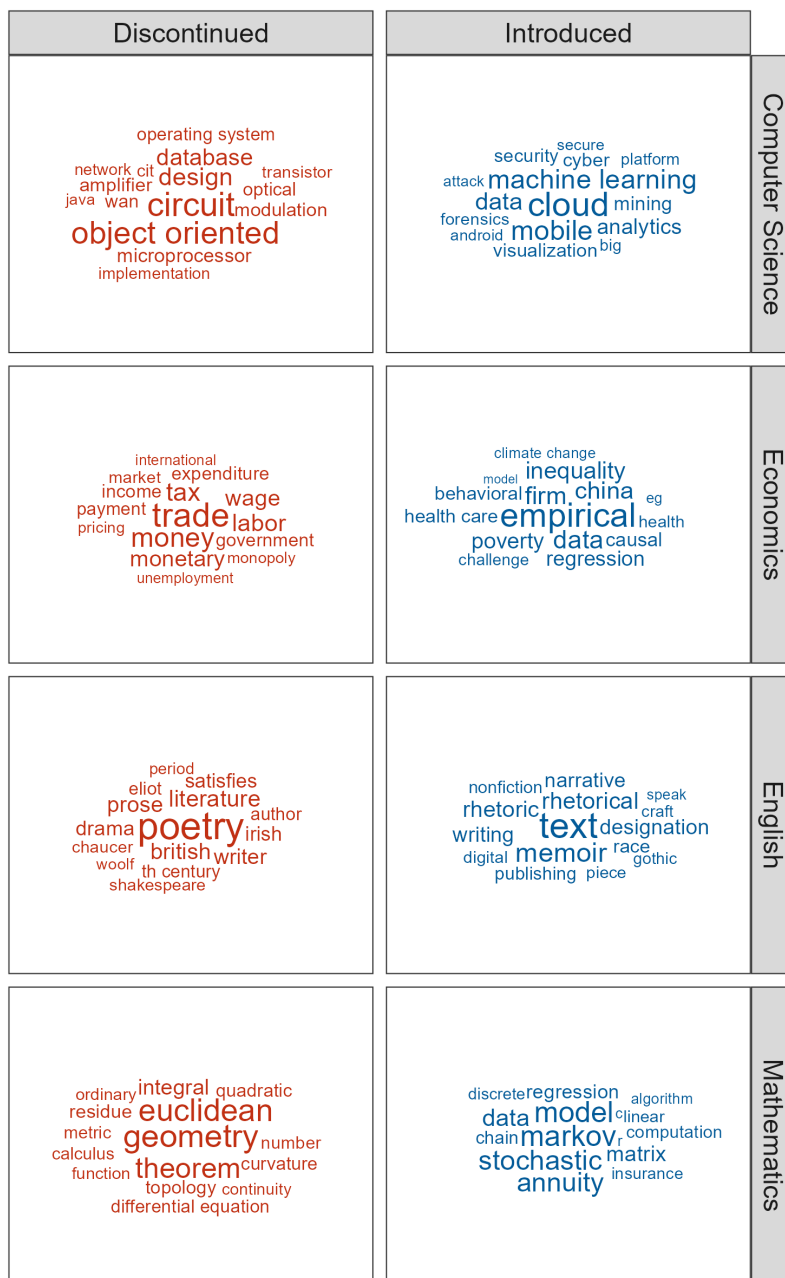 Discontinued
Introduced
Computer Science
operating system
database
network cit
transistor
amplifier
design
optical
java
wan
circuit
modulation
object oriented
microprocessor
implementation
secure
security
cyber
platform
attack
machine learning
data
cloud
mining
forensics
android
mobile
analytics
visualization
big
Economics
international
market
expenditure
income
tax
wage
payment
trade
labor
pricing
money
government
monetary
monopoly
unemployment
climate change
model
inequality
behavioral
firm
china
eg
health care
empirical
health
poverty
data
causal
challenge
regression
English
period
eliot
satisfies
prose
literature
author
drama
poetry
irish
chaucer
british
writer
woolf
th century
shakespeare
nonfiction
narrative
rhetoric
rhetorical
speak
craft
writing
text
designation
digital
memoir
race
gothic
publishing
piece
Mathematics
ordinary
integral
quadratic
residue
euclidean
metric
geometry
number
calculus
function
theorem
curvature
topology
continuity
differential equation
discrete
regression
algorithm
data
model
c
linear
chain
markov
r
computation
stochastic
matrix
annuity
insurance